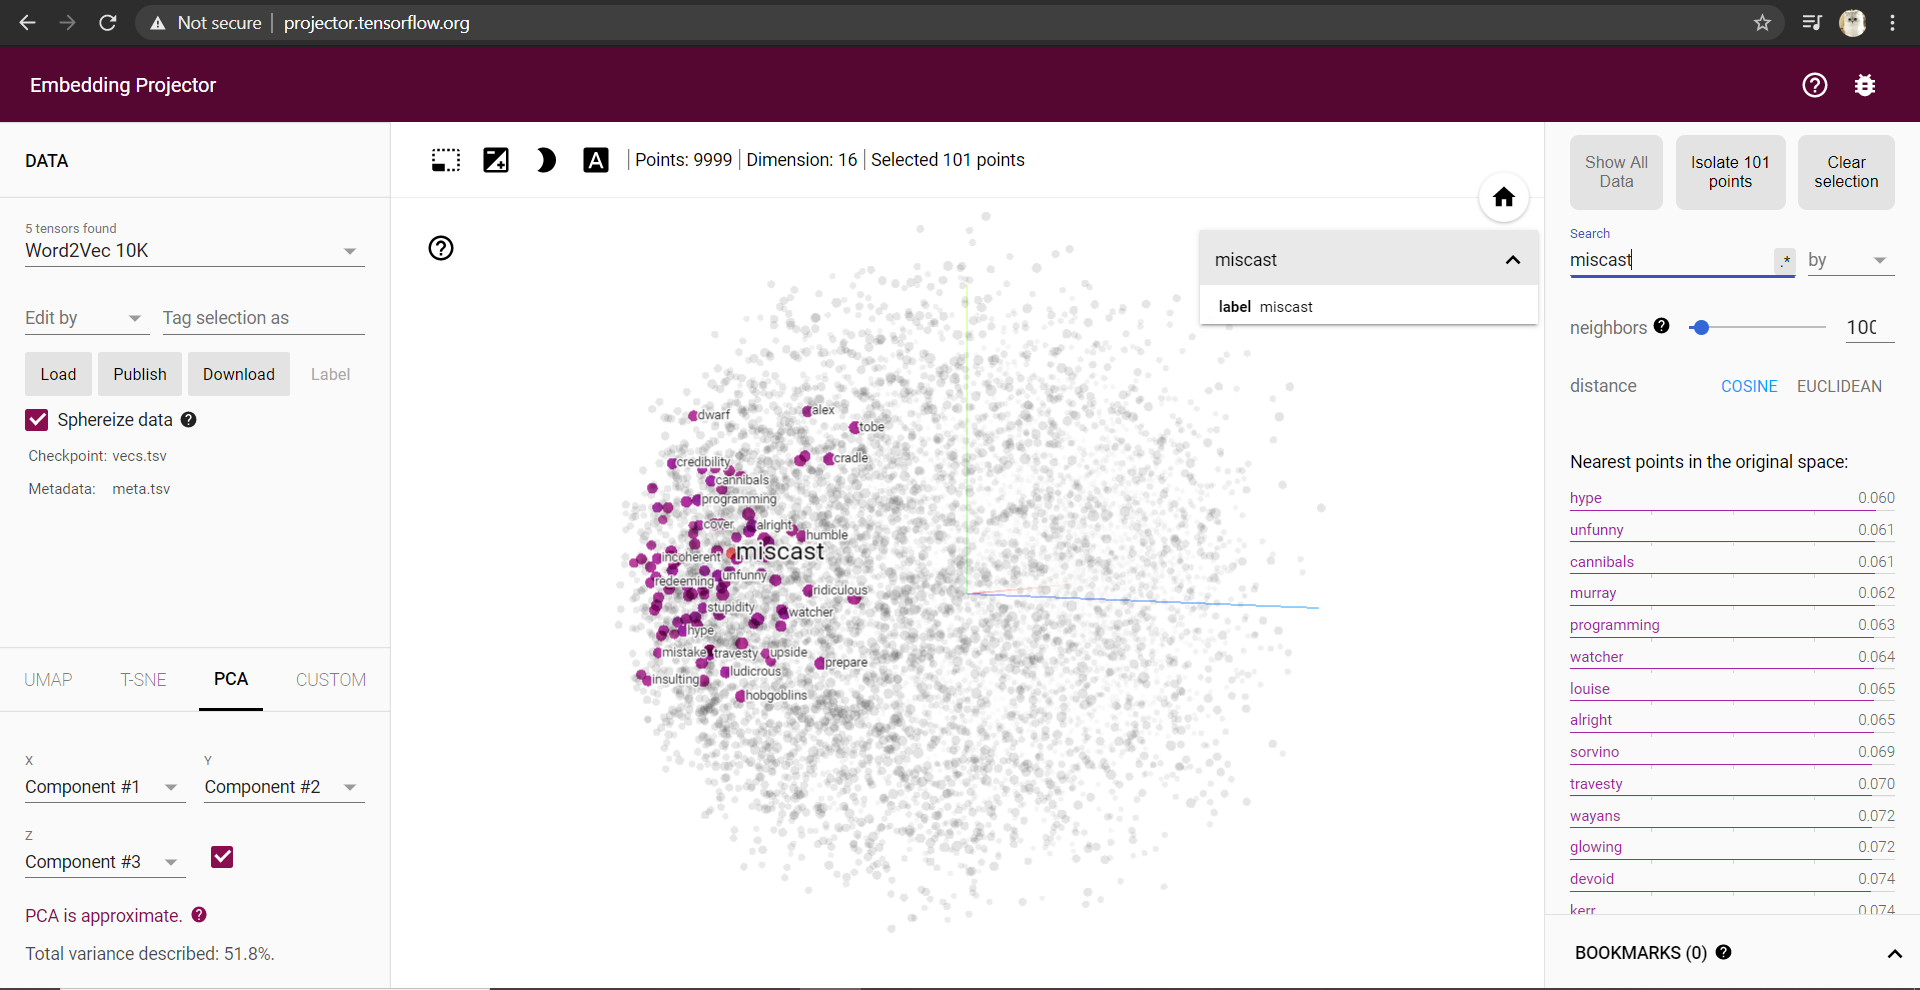 Not secure
projector.tensorflow.org
Embedding Projector
DATA
5 tensors found
Word2Vec 10K
Edit by
Tag selection as
Load
Publish
Download
Label
Sphereize data
Checkpoint: vecs.tsv
Metadata: meta.tsv
UMAP
T-SNE
PCA
CUSTOM
X
Component #1
Y
Component #2
Z
Component #3
PCA is approximate.
Total variance described: 51.8%.
A
Points: 9999
Dimension: 16
Selected 101 points
miscast
label miscast
dwarf
alex
tobe
credibility
cradle
cannibals
programming
cover
alright
humble
miscast
incoherent
unfunny
redeeming
ridiculous
stupidity
watcher
hype
mistake
travesty
upside
prepare
ludicrous
insulting
hobgoblins
Show All
Data
Isolate 101
points
Clear
selection
Search
miscast
.*
by
neighbors
100
distance
COSINE
EUCLIDEAN
Nearest points in the original space:
hype 0.060
unfunny 0.061
cannibals 0.061
murray 0.062
programming 0.063
watcher 0.064
louise 0.065
alright 0.065
sorvino 0.069
travesty 0.070
wayans 0.072
glowing 0.072
devoid 0.074
kerr 0.074
BOOKMARKS (0)